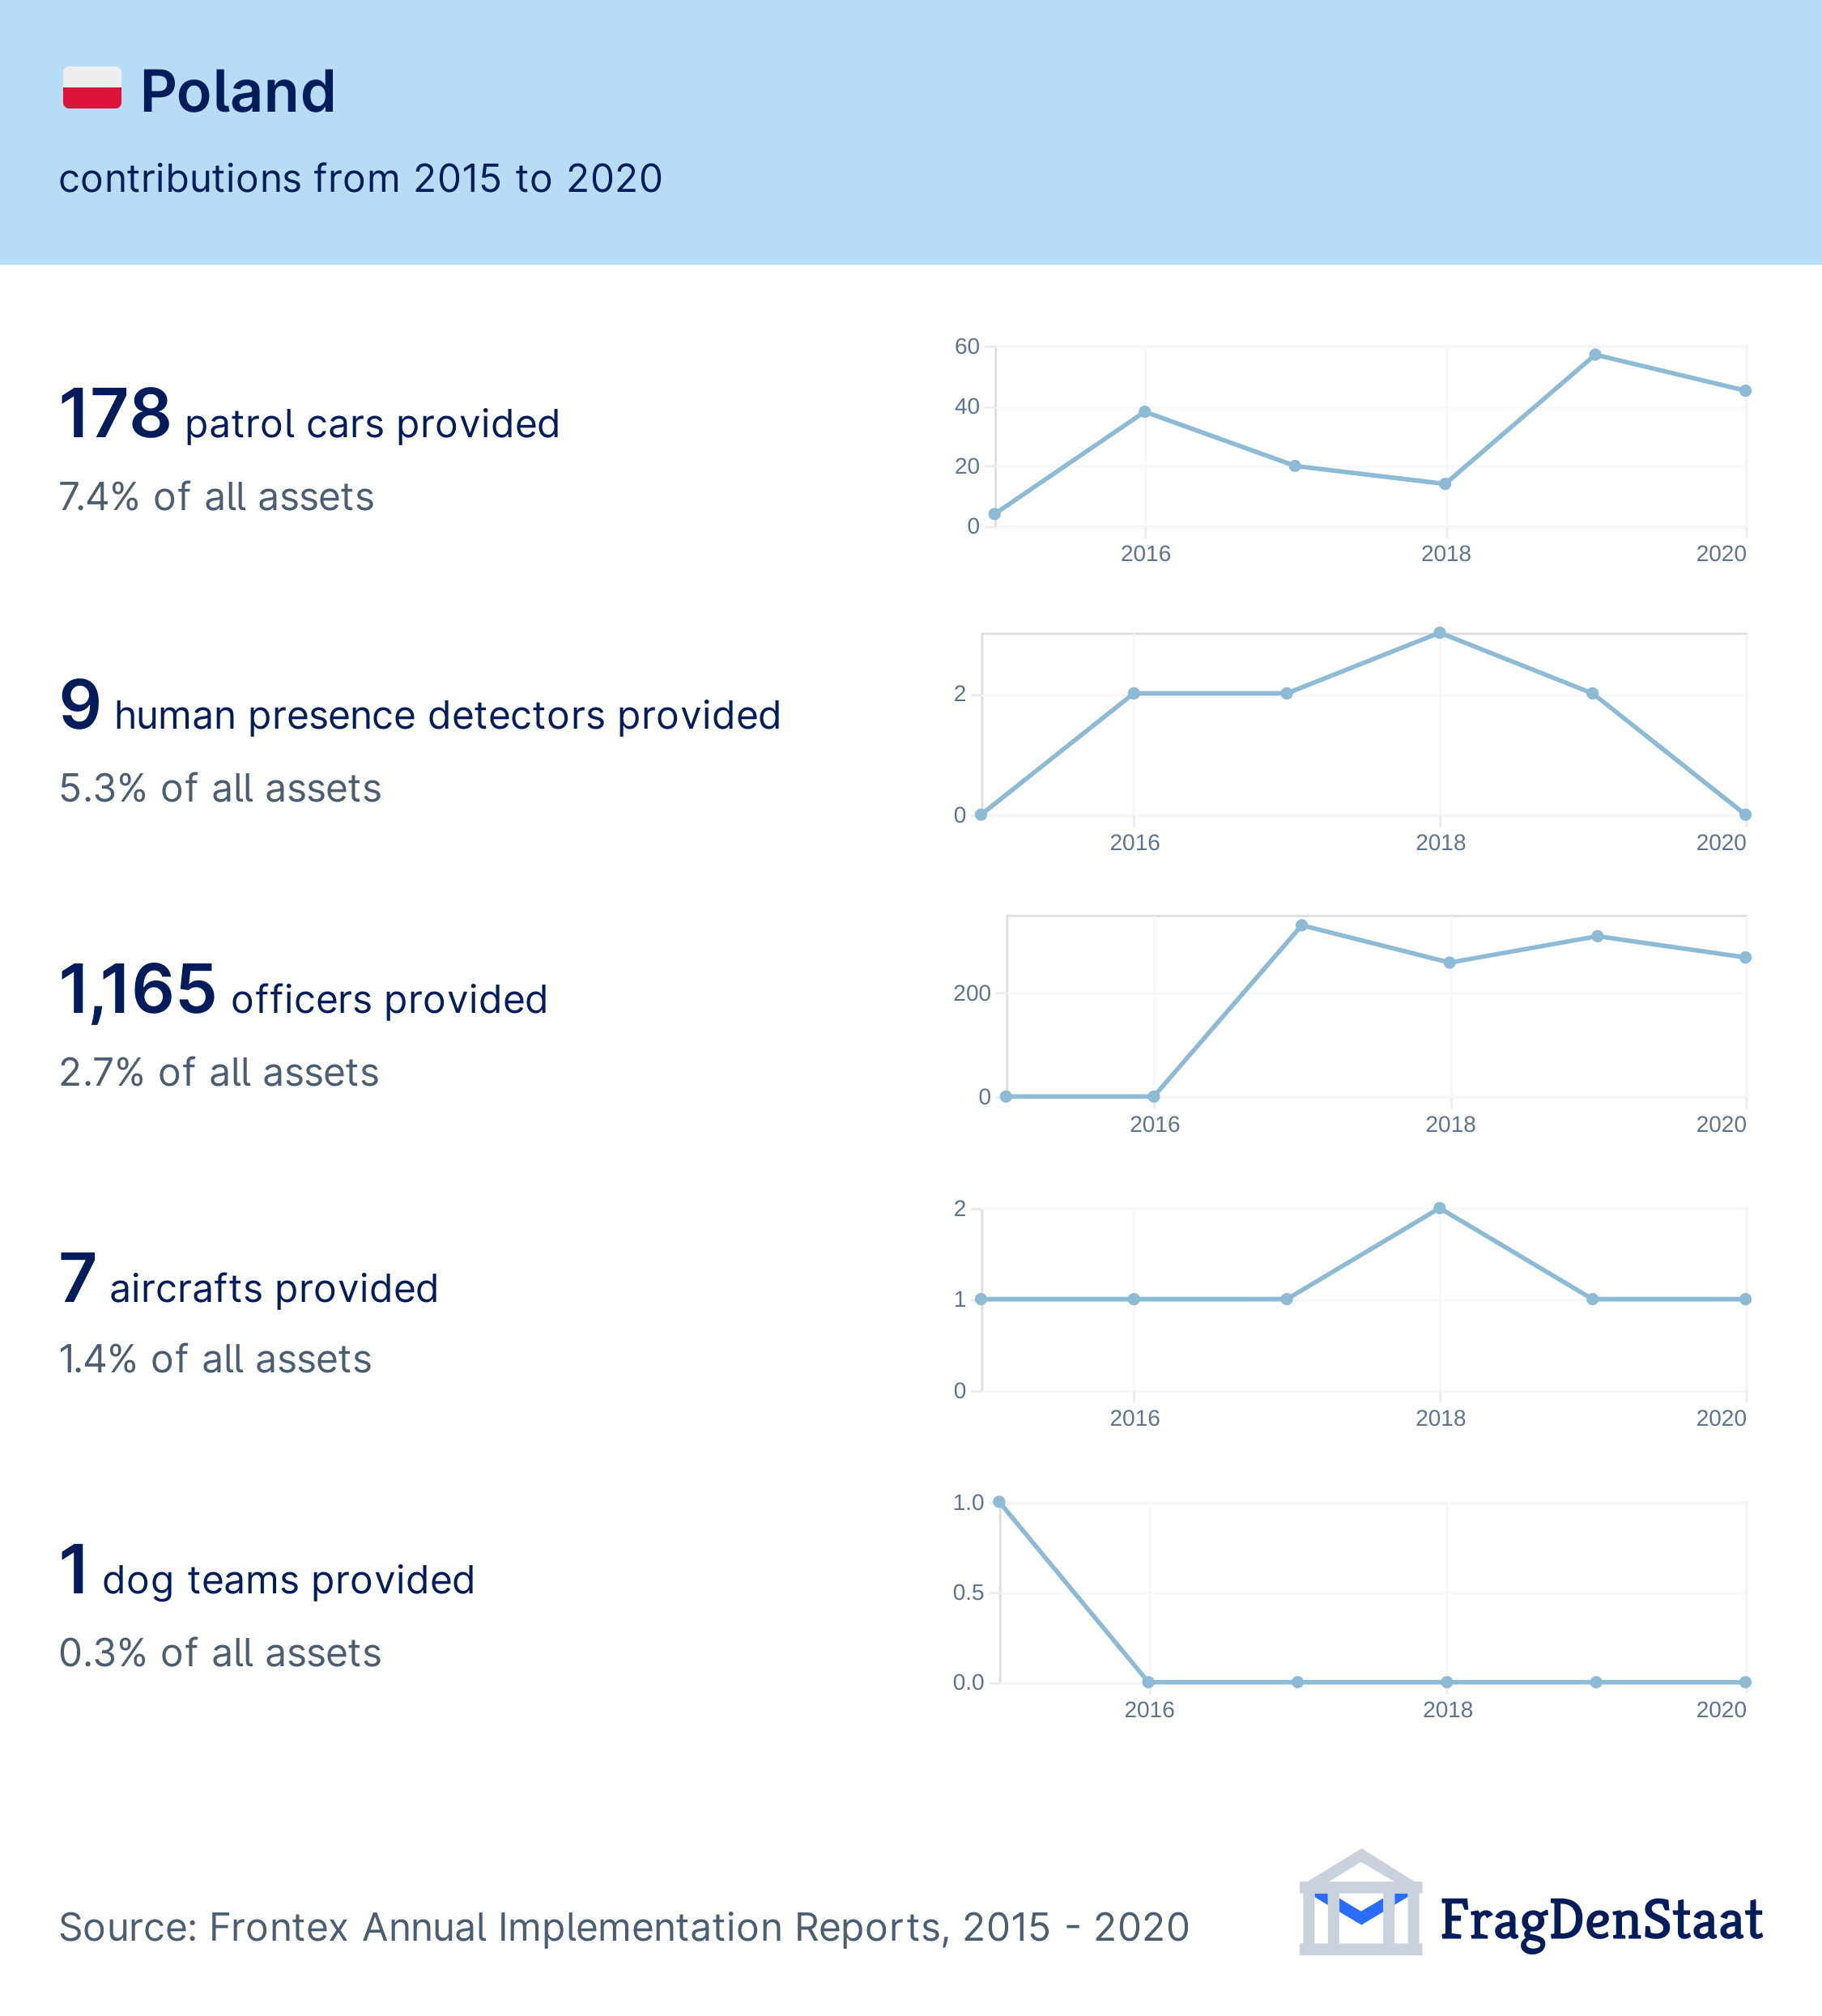 Poland
contributions from 2015 to 2020
178 patrol cars provided
7.4% of all assets
60
40
20
0
2016 2018 2020
9 human presence detectors provided
5.3% of all assets
2
0
2016 2018 2020
1,165 officers provided
2.7% of all assets
200
0
2016 2018 2020
7 aircrafts provided
1.4% of all assets
2
1
0
2016 2018 2020
1 dog teams provided
0.3% of all assets
1.0
0.5
0.0
2016 2018 2020
Source: Frontex Annual Implementation Reports, 2015 - 2020
FragDenStaat